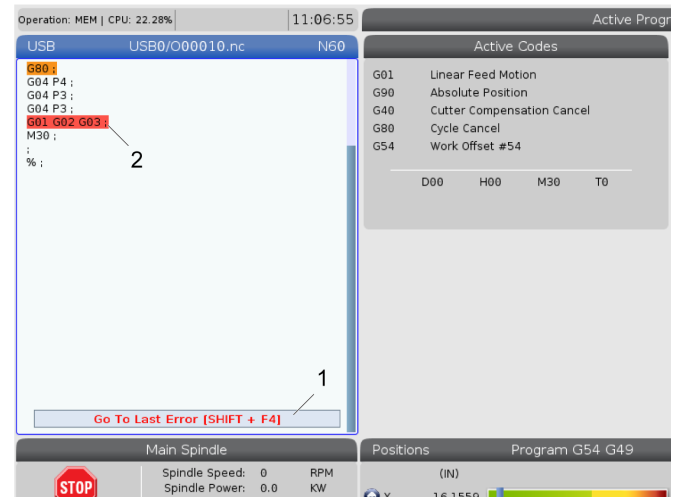 Operation: MEM | CPU: 22.28%
11:06:55
USB USB0/O00010.nc N60
G80 ;
G04 P4 ;
G04 P3 ;
G04 P3 ;
G01 G02 G03 ;
M30 ;
;
% ;
2
1
Go To Last Error [SHIFT + F4]
Active Progr
Active Codes
G01 Linear Feed Motion
G90 Absolute Position
G40 Cutter Compensation Cancel
G80 Cycle Cancel
G54 Work Offset #54
D00 H00 M30 T0
Main Spindle
STOP
Spindle Speed: 0 RPM
Spindle Power: 0.0 KW
Positions Program G54 G49
(IN)
X 16.1559